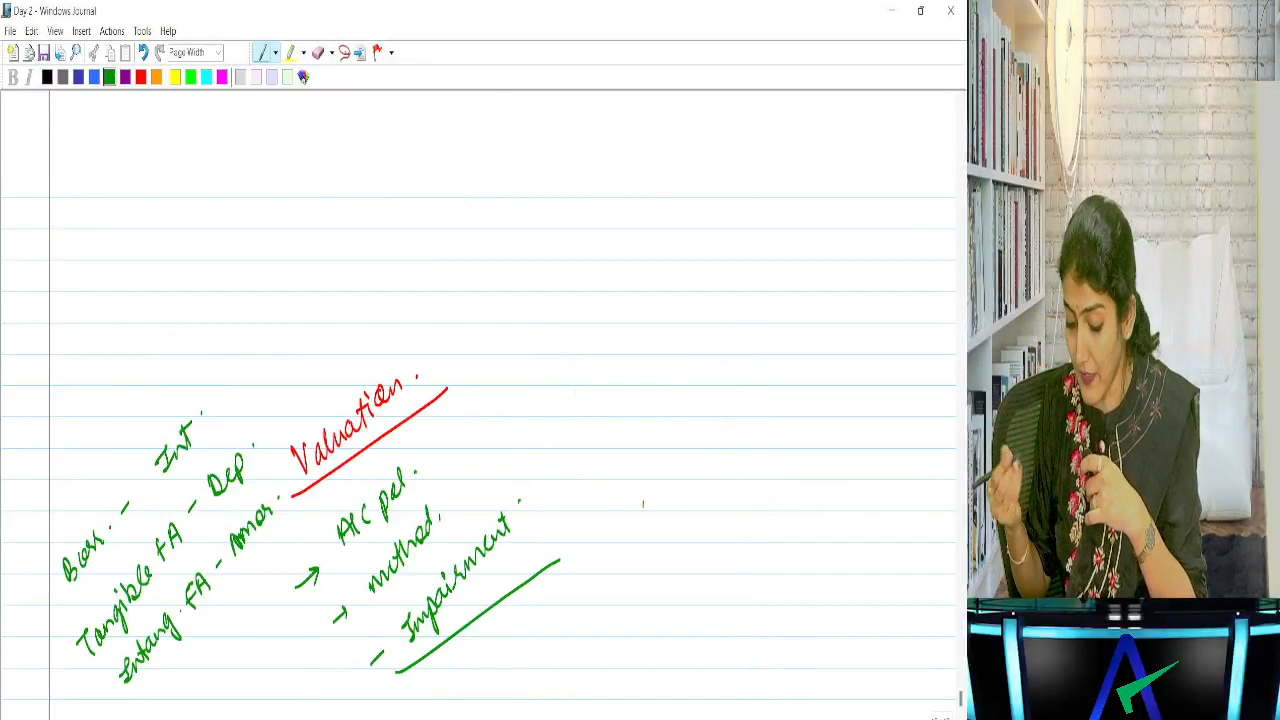 Day 2 - Windows Journal
File Edit View Insert Actions Tools Help
Page Width
B I
Valuation.
Borr. - Int.
Tangible FA - Dep.
Intang. FA - Amor.
→ A/C pol.
→ method.
- Impairment.